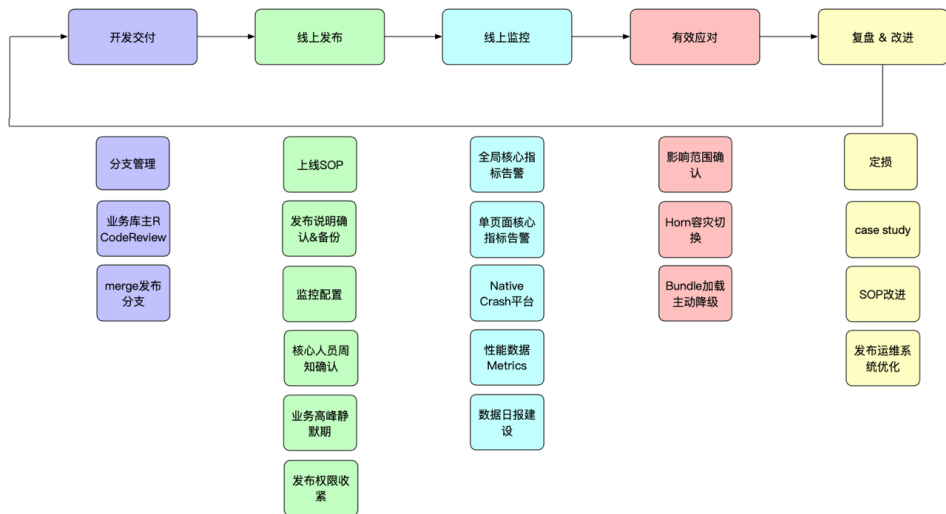 开发交付
线上发布
线上监控
有效应对
复盘 & 改进
分支管理
业务库主R
CodeReview
merge发布
分支
上线SOP
发布说明确
认&备份
监控配置
核心人员周
知确认
业务高峰静
默期
发布权限收
紧
全局核心指
标告警
单页面核心
指标告警
Native
Crash平台
性能数据
Metrics
数据日报建
设
影响范围确
认
Horn容灾切
换
Bundle加载
主动降级
定损
case study
SOP改进
发布运维系
统优化